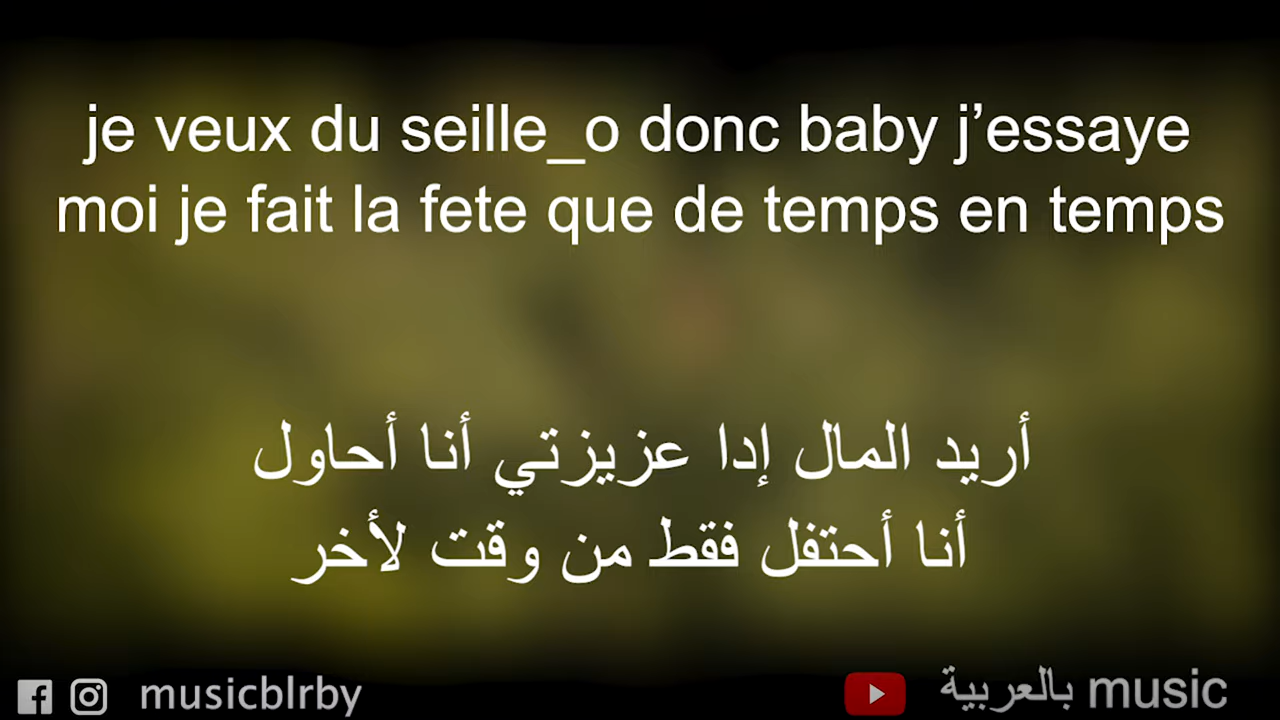 je veux du seille_o donc baby j’essaye
moi je fait la fete que de temps en temps
أريد المال إدا عزيزتي أنا أحاول
أنا أحتفل فقط من وقت لأخر
musicblrby
music بالعربية